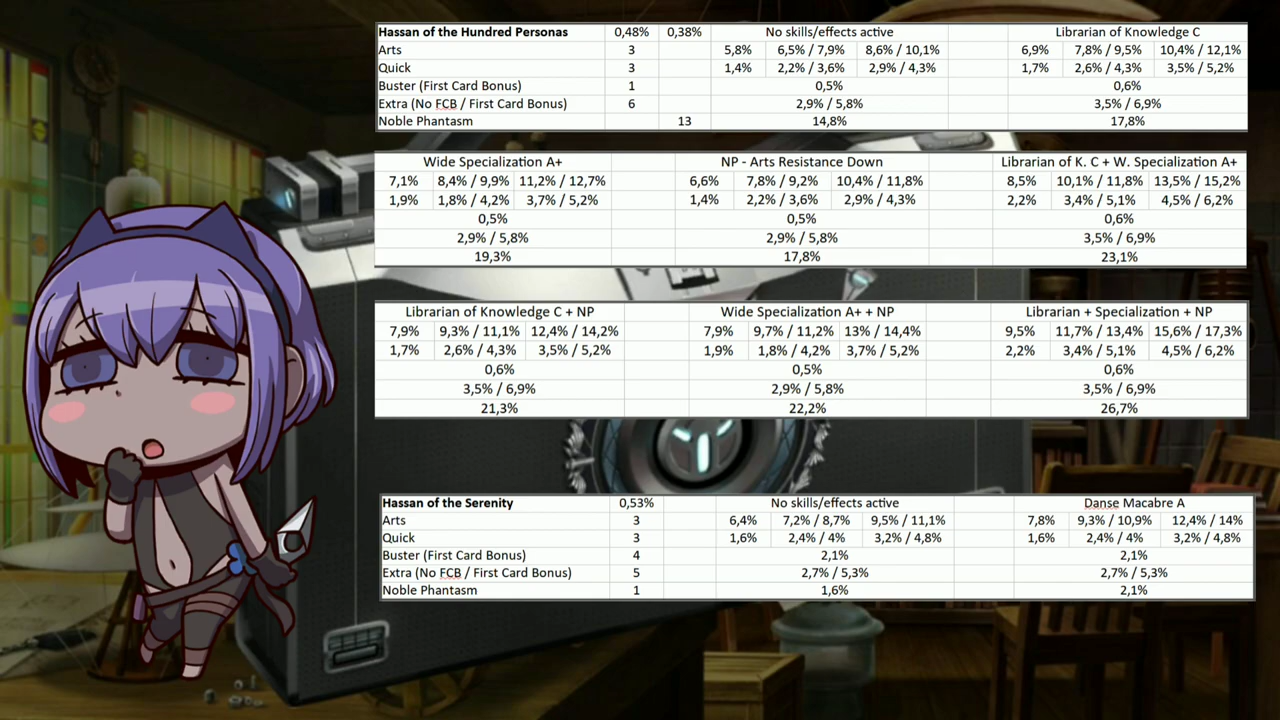 Hassan of the Hundred Personas 0,48% 0,38% No skills/effects active Librarian of Knowledge C
Arts 3 5,8% 6,5% / 7,9% 8,6% / 10,1% 6,9% 7,8% / 9,5% 10,4% / 12,1%
Quick 3 1,4% 2,2% / 3,6% 2,9% / 4,3% 1,7% 2,6% / 4,3% 3,5% / 5,2%
Buster (First Card Bonus) 1 0,5% 0,6%
Extra (No FCB / First Card Bonus) 6 2,9% / 5,8% 3,5% / 6,9%
Noble Phantasm 13 14,8% 17,8%
Wide Specialization A+ NP - Arts Resistance Down Librarian of K. C + W. Specialization A+
7,1% 8,4% / 9,9% 11,2% / 12,7% 6,6% 7,8% / 9,2% 10,4% / 11,8% 8,5% 10,1% / 11,8% 13,5% / 15,2%
1,9% 1,8% / 4,2% 3,7% / 5,2% 1,4% 2,2% / 3,6% 2,9% / 4,3% 2,2% 3,4% / 5,1% 4,5% / 6,2%
0,5% 0,5% 0,6%
2,9% / 5,8% 2,9% / 5,8% 3,5% / 6,9%
19,3% 17,8% 23,1%
Librarian of Knowledge C + NP Wide Specialization A+ + NP Librarian + Specialization + NP
7,9% 9,3% / 11,1% 12,4% / 14,2% 7,9% 9,7% / 11,2% 13% / 14,4% 9,5% 11,7% / 13,4% 15,6% / 17,3%
1,7% 2,6% / 4,3% 3,5% / 5,2% 1,9% 1,8% / 4,2% 3,7% / 5,2% 2,2% 3,4% / 5,1% 4,5% / 6,2%
0,6% 0,5% 0,6%
3,5% / 6,9% 2,9% / 5,8% 3,5% / 6,9%
21,3% 22,2% 26,7%
Hassan of the Serenity 0,53% No skills/effects active Danse Macabre A
Arts 3 6,4% 7,2% / 8,7% 9,5% / 11,1% 7,8% 9,3% / 10,9% 12,4% / 14%
Quick 3 1,6% 2,4% / 4% 3,2% / 4,8% 1,6% 2,4% / 4% 3,2% / 4,8%
Buster (First Card Bonus) 4 2,1% 2,1%
Extra (No FCB / First Card Bonus) 5 2,7% / 5,3% 2,7% / 5,3%
Noble Phantasm 1 1,6% 2,1%